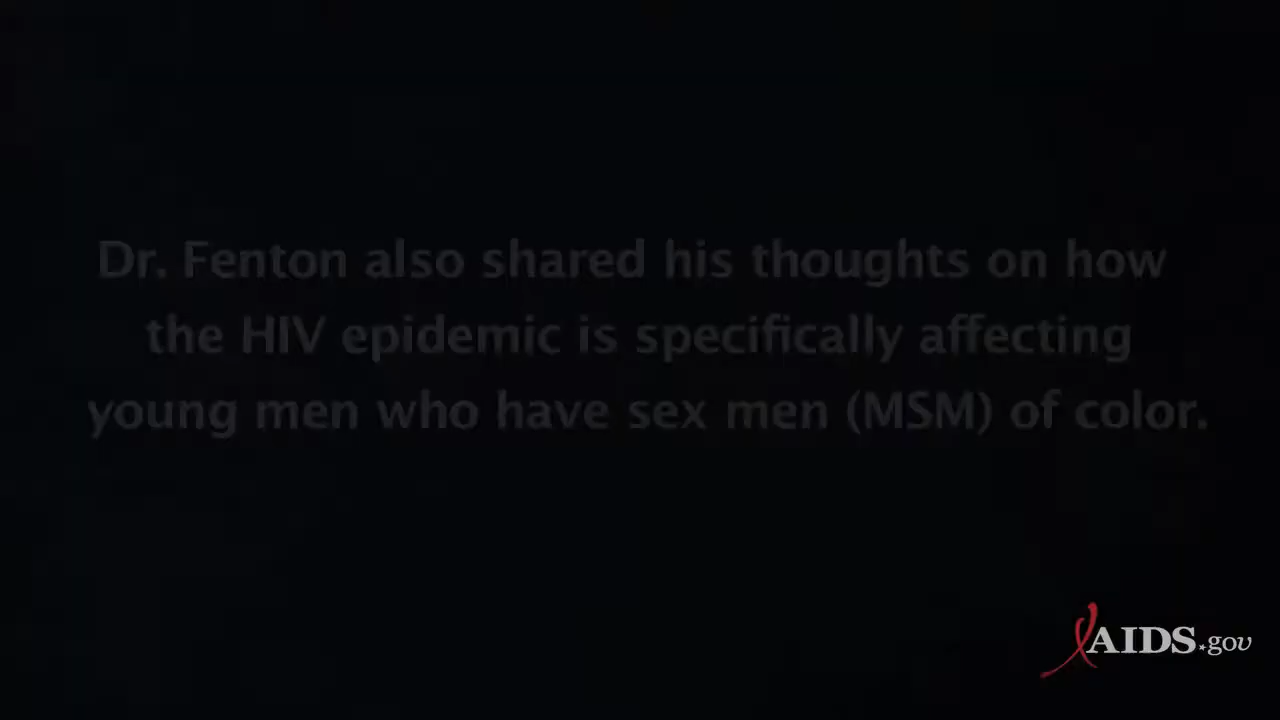 Dr. Fenton also shared his thoughts on how
the HIV epidemic is specifically affecting
young men who have sex men (MSM) of color.
AIDS.gov